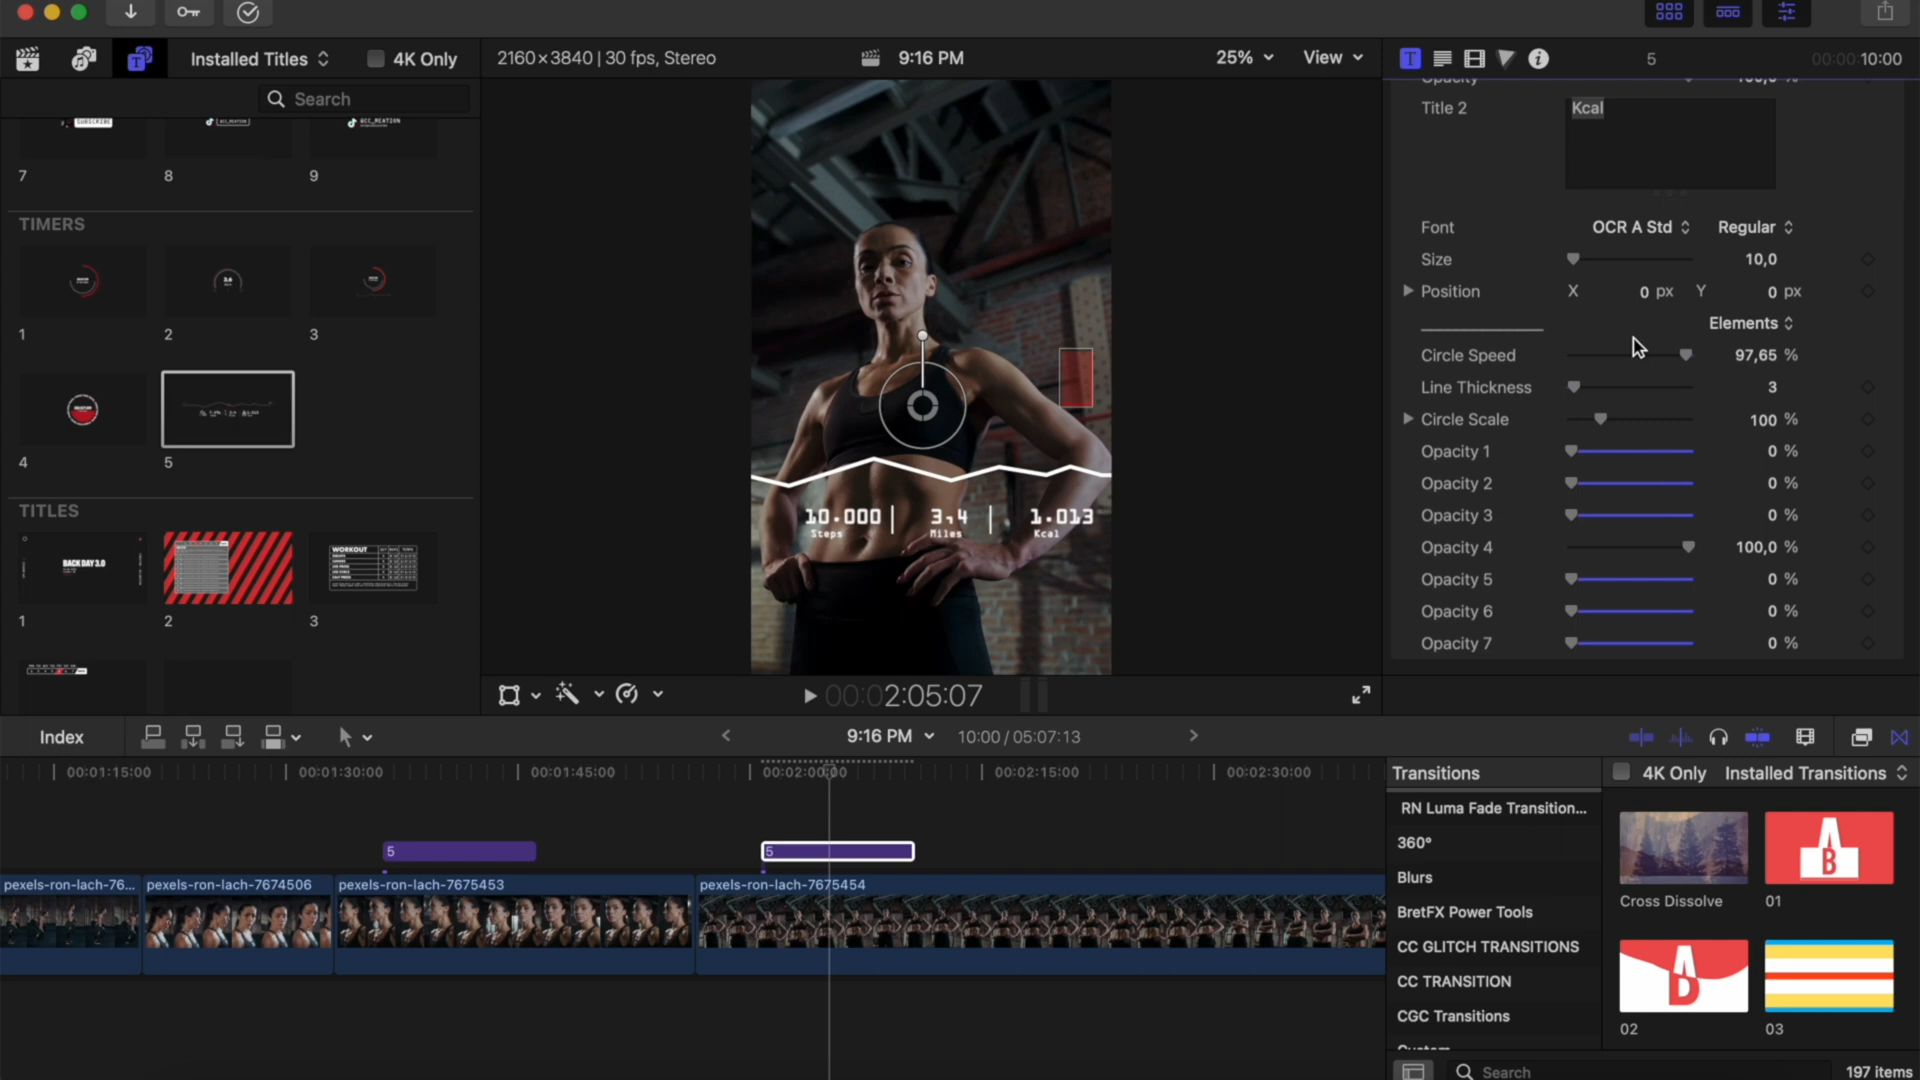 Installed Titles
4K Only
2160×3840 | 30 fps, Stereo
9:16 PM
25%
View
5
00:00:10:00
Search
SUBSCRIBE
@CC_MEATION
7
8
9
TIMERS
1
2
3
4
5
TITLES
BACK DAY 3.0
WORKOUT
1
2
3
10.000
3,4
1.013
Steps
Miles
Kcal
Opacity
100,0 %
Title 2
Kcal
Font
OCR A Std
Regular
Size
10,0
Position
X
0 px
Y
0 px
Elements
Circle Speed
97,65 %
Line Thickness
3
Circle Scale
100 %
Opacity 1
0 %
Opacity 2
0 %
Opacity 3
0 %
Opacity 4
100,0 %
Opacity 5
0 %
Opacity 6
0 %
Opacity 7
0 %
00:02:05:07
Index
9:16 PM
10:00 / 05:07:13
00:01:15:00
00:01:30:00
00:01:45:00
00:02:00:00
00:02:15:00
00:02:30:00
5
5
pexels-ron-lach-76...
pexels-ron-lach-7674506
pexels-ron-lach-7675453
pexels-ron-lach-7675454
Transitions
4K Only
Installed Transitions
RN Luma Fade Transition...
360°
Blurs
BretFX Power Tools
CC GLITCH TRANSITIONS
CC TRANSITION
CGC Transitions
Custom
Cross Dissolve
A
B
01
A
D
02
03
Search
197 items